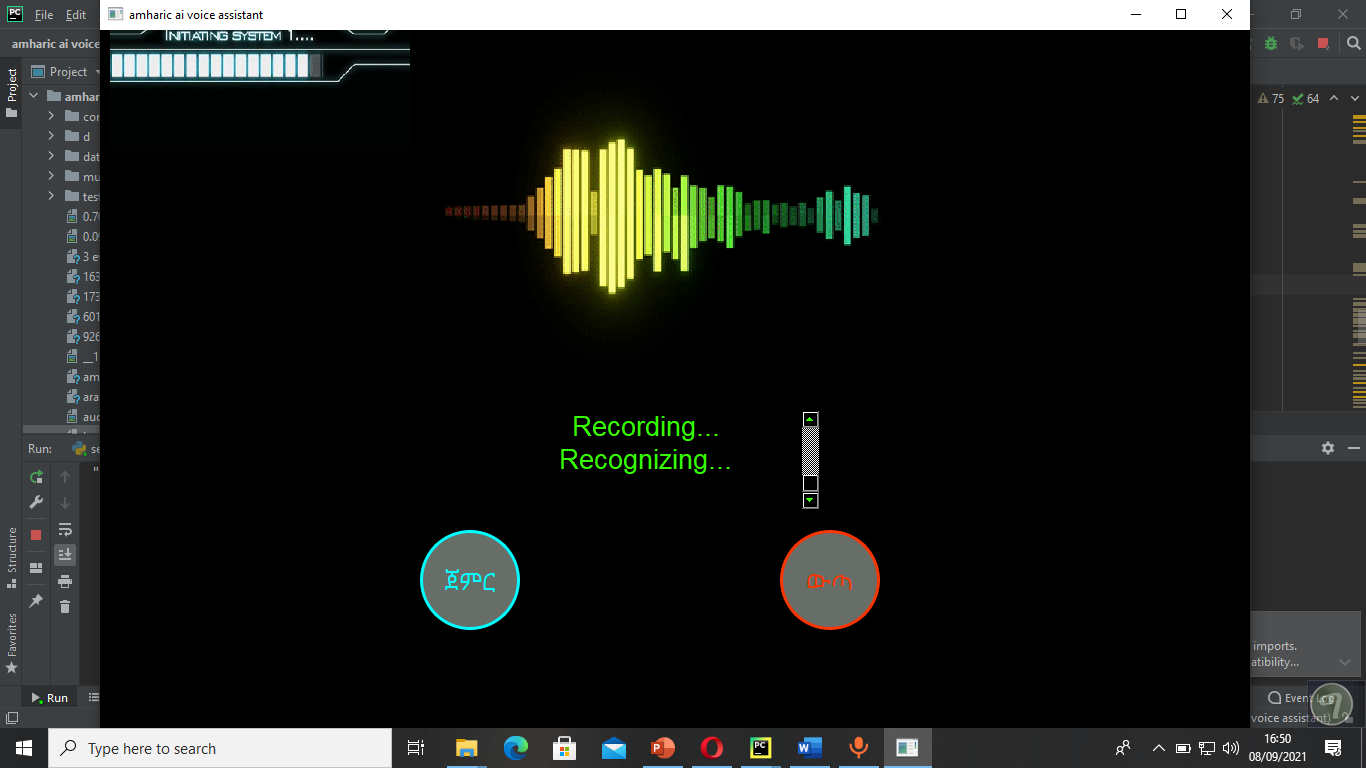 File Edit
amharic ai voice assistant
amharic ai voice
INITIATING SYSTEM 1....
Project
Project
75 64
amhar
cor
d
dat
mu
test
0.70
0.09
3 ev
163
173
601
926
__1
am
ara
auc
Run:
se
"
Recording...
Recognizing...
ጀምር
ውጣ
Structure
Favorites
imports.
atibility...
Run
Event Log
voice assistant)
Type here to search
16:50
08/09/2021